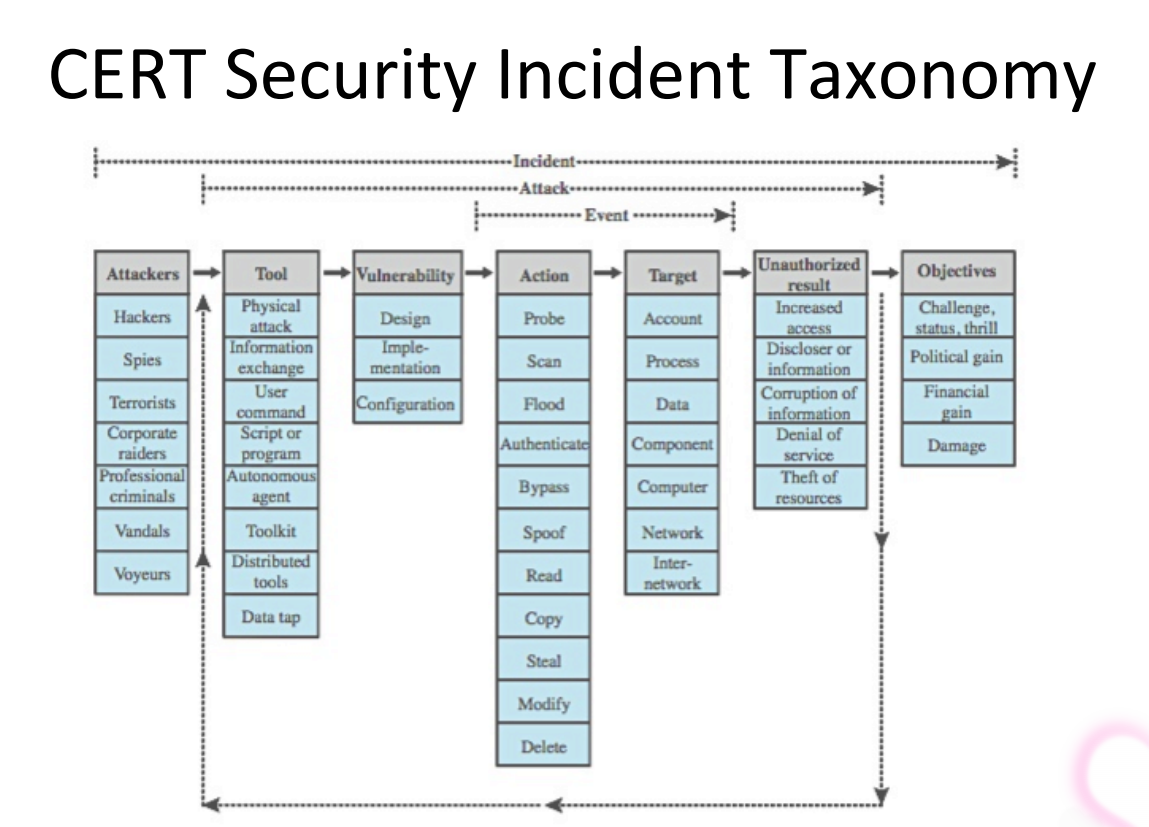 CERT Security Incident Taxonomy
Incident
Attack
Event
Attackers
Hackers
Spies
Terrorists
Corporate
raiders
Professional
criminals
Vandals
Voyeurs
Tool
Physical
attack
Information
exchange
User
command
Script or
program
Autonomous
agent
Toolkit
Distributed
tools
Data tap
Vulnerability
Design
Imple-
mentation
Configuration
Action
Probe
Scan
Flood
Authenticate
Bypass
Spoof
Read
Copy
Steal
Modify
Delete
Target
Account
Process
Data
Component
Computer
Network
Inter-
network
Unauthorized
result
Increased
access
Discloser or
information
Corruption of
information
Denial of
service
Theft of
resources
Objectives
Challenge,
status, thrill
Political gain
Financial
gain
Damage